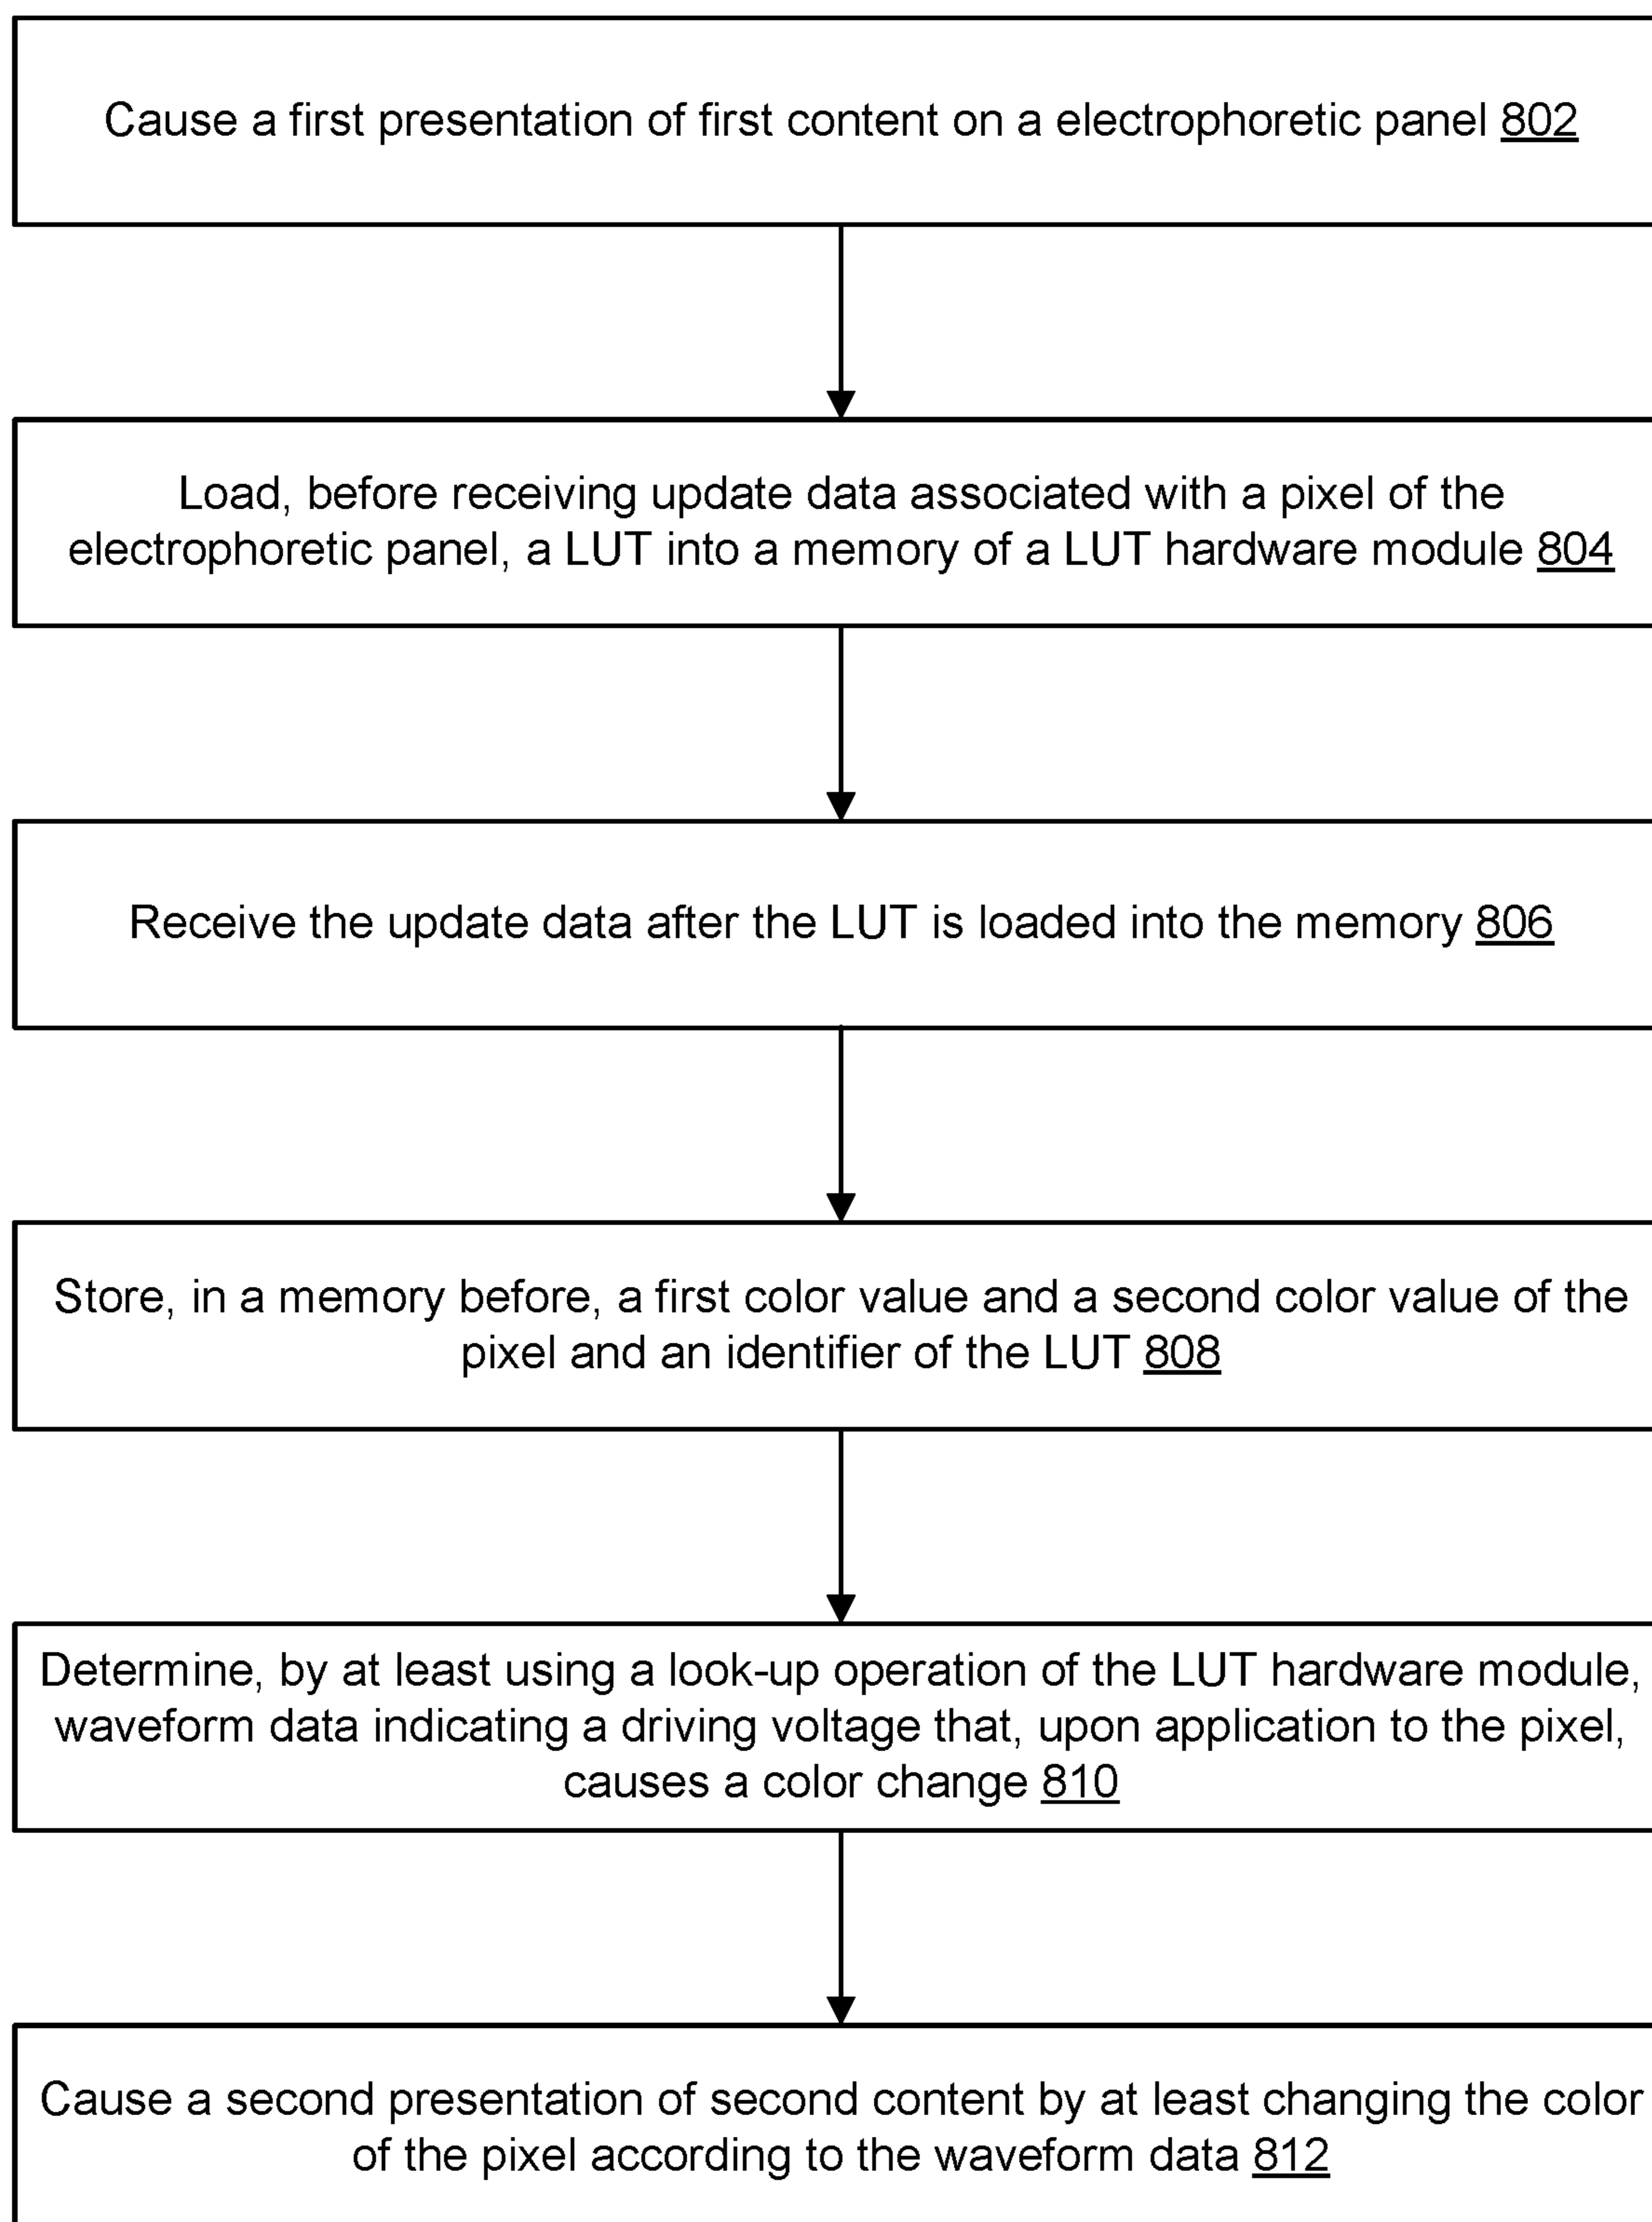 Cause a first presentation of first content on a electrophoretic panel 802
Load, before receiving update data associated with a pixel of the
electrophoretic panel, a LUT into a memory of a LUT hardware module 804
Receive the update data after the LUT is loaded into the memory 806
Store, in a memory before, a first color value and a second color value of the
pixel and an identifier of the LUT 808
Determine, by at least using a look-up operation of the LUT hardware module,
waveform data indicating a driving voltage that, upon application to the pixel,
causes a color change 810
Cause a second presentation of second content by at least changing the color
of the pixel according to the waveform data 812